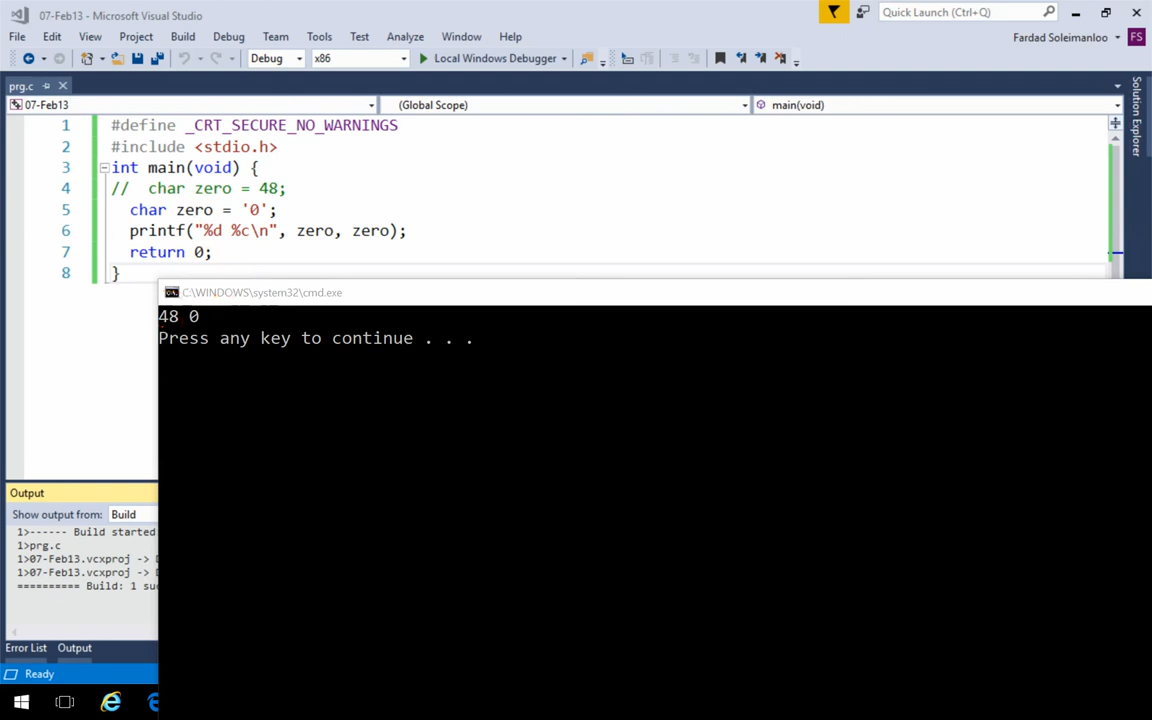 07-Feb13 - Microsoft Visual Studio
Quick Launch (Ctrl+Q)
File Edit View Project Build Debug Team Tools Test Analyze Window Help
Fardad Soleimanloo FS
Debug x86 Local Windows Debugger
prg.c
07-Feb13 (Global Scope) main(void)
Solution Explorer
1 #define _CRT_SECURE_NO_WARNINGS
2 #include <stdio.h>
3 int main(void) {
4 // char zero = 48;
5 char zero = '0';
6 printf("%d %c\n", zero, zero);
7 return 0;
8 }
C:\WINDOWS\system32\cmd.exe
48 0
Press any key to continue . . .
Output
Show output from: Build
1>------ Build started
1>prg.c
1>07-Feb13.vcxproj ->
1>07-Feb13.vcxproj ->
========== Build: 1 su
Error List Output
Ready